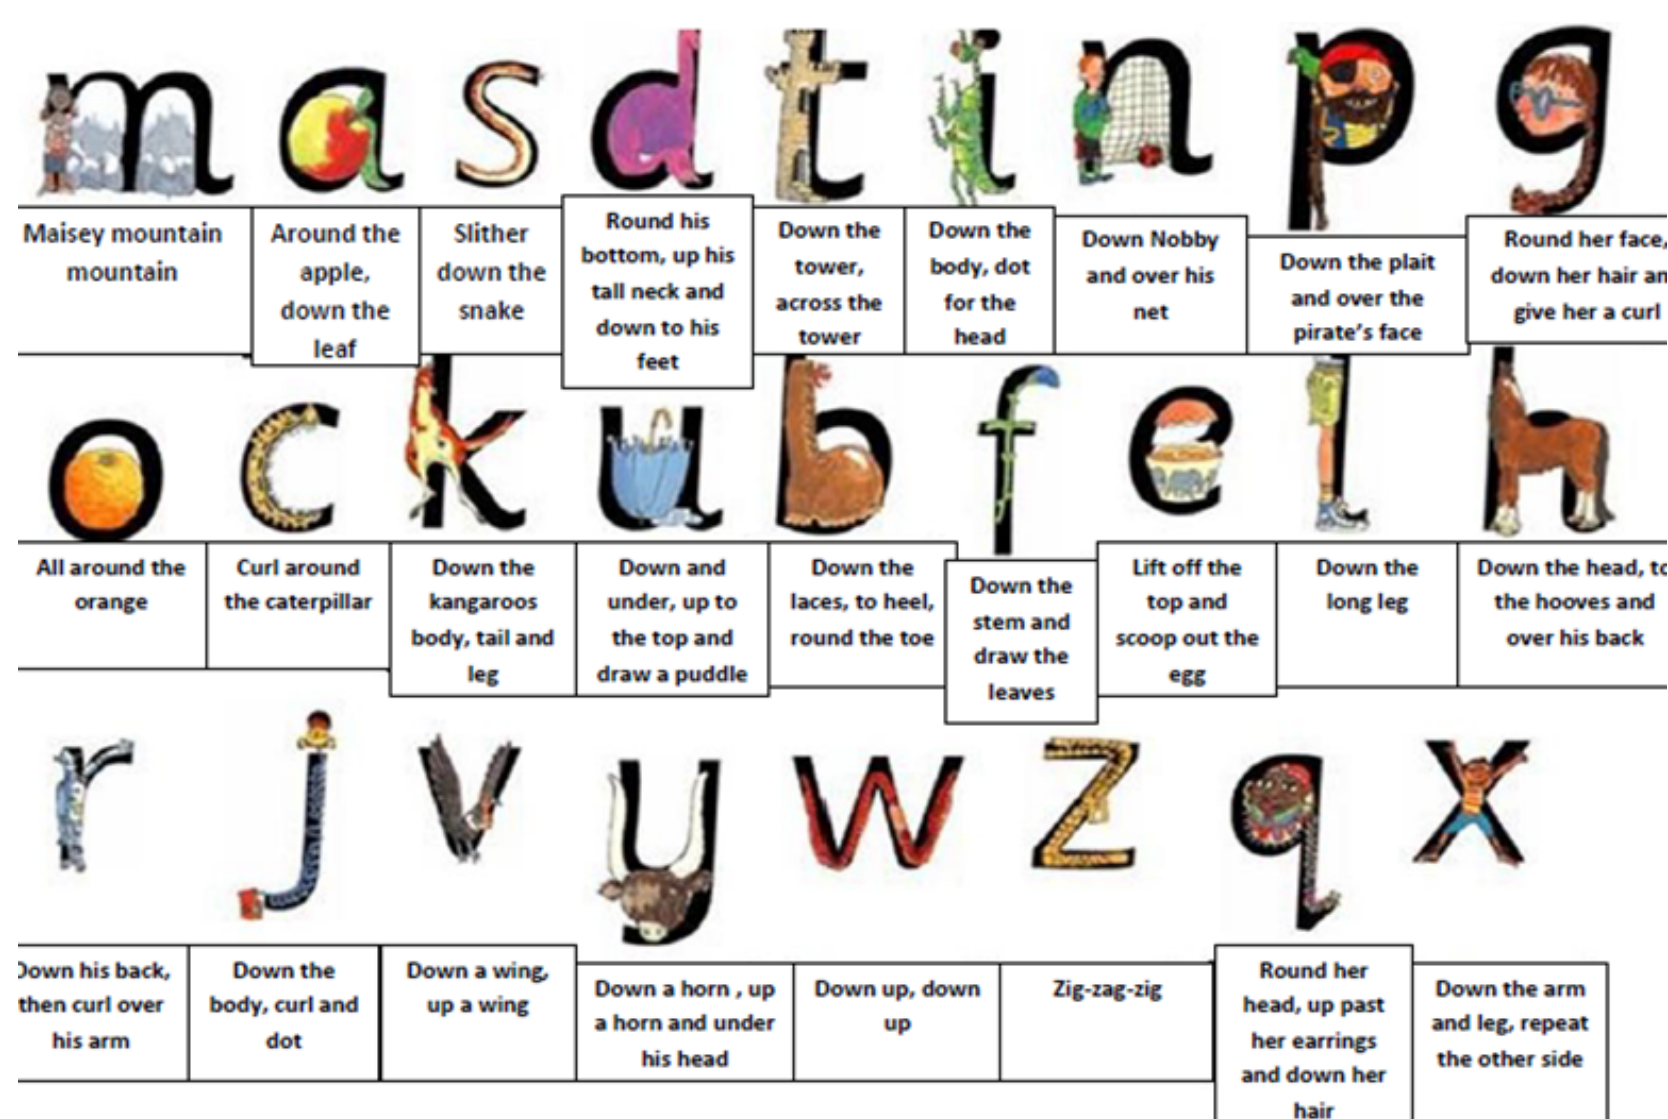 m a s d t i n p g
Maisey mountain
mountain
Around the
apple,
down the
leaf
Slither
down the
snake
Round his
bottom, up his
tall neck and
down to his
feet
Down the
tower,
across the
tower
Down the
body, dot
for the
head
Down Nobby
and over his
net
Down the plait
and over the
pirate's face
Round her face,
down her hair an
give her a curl
o c k u b f e l h
All around the
orange
Curl around
the caterpillar
Down the
kangaroos
body, tail and
leg
Down and
under, up to
the top and
draw a puddle
Down the
laces, to heel,
round the toe
Down the
stem and
draw the
leaves
Lift off the
top and
scoop out the
egg
Down the
long leg
Down the head, to
the hooves and
over his back
r j v y w z q x
Down his back,
then curl over
his arm
Down the
body, curl and
dot
Down a wing,
up a wing
Down a horn , up
a horn and under
his head
Down up, down
up
Zig-zag-zig
Round her
head, up past
her earrings
and down her
hair
Down the arm
and leg, repeat
the other side